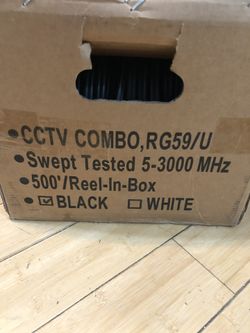 • CCTV COMBO,RG59/U
• Swept Tested 5-3000 MHz
• 500'/Reel-In-Box
• ☑ BLACK ☐ WHITE